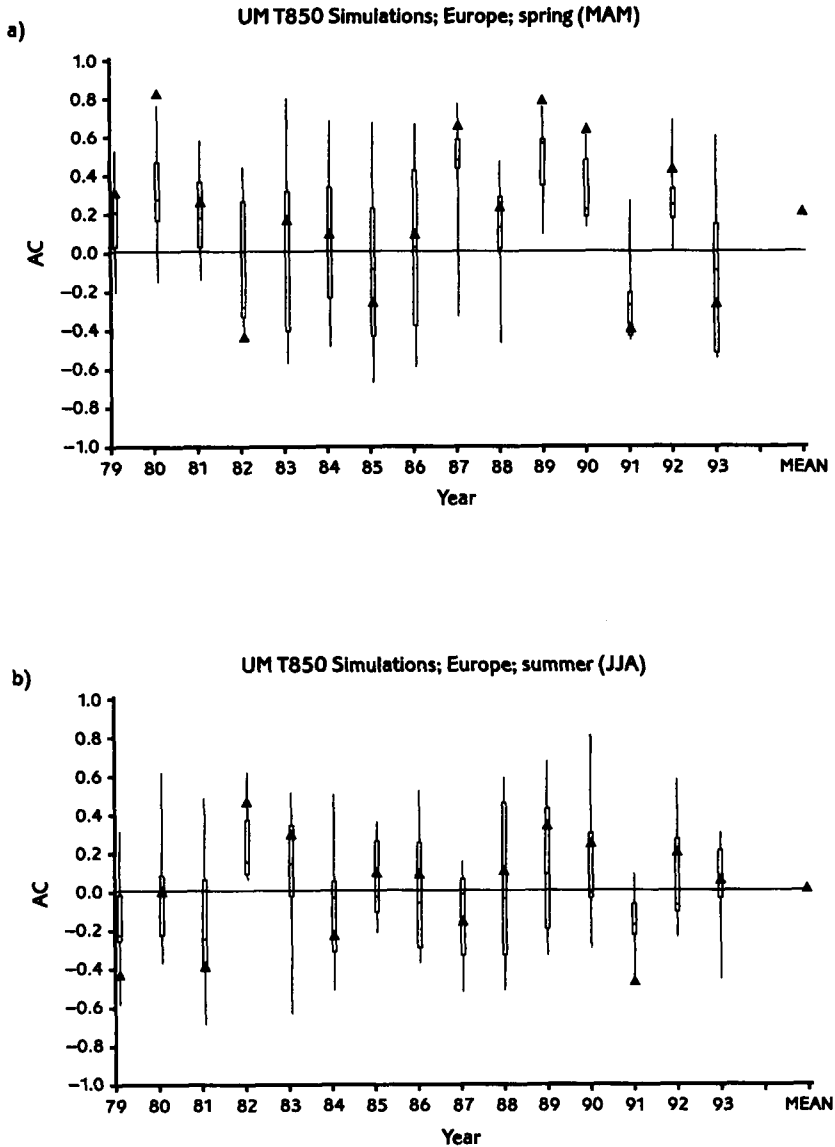 a)
UM T850 Simulations; Europe; spring (MAM)
1.0
0.8
0.6
0.4
0.2
0.0
−0.2
−0.4
−0.6
−0.8
−1.0
AC
79 80 81 82 83 84 85 86 87 88 89 90 91 92 93 MEAN
Year
b)
UM T850 Simulations; Europe; summer (JJA)
1.0
0.8
0.6
0.4
0.2
0.0
−0.2
−0.4
−0.6
−0.8
−1.0
AC
79 80 81 82 83 84 85 86 87 88 89 90 91 92 93 MEAN
Year